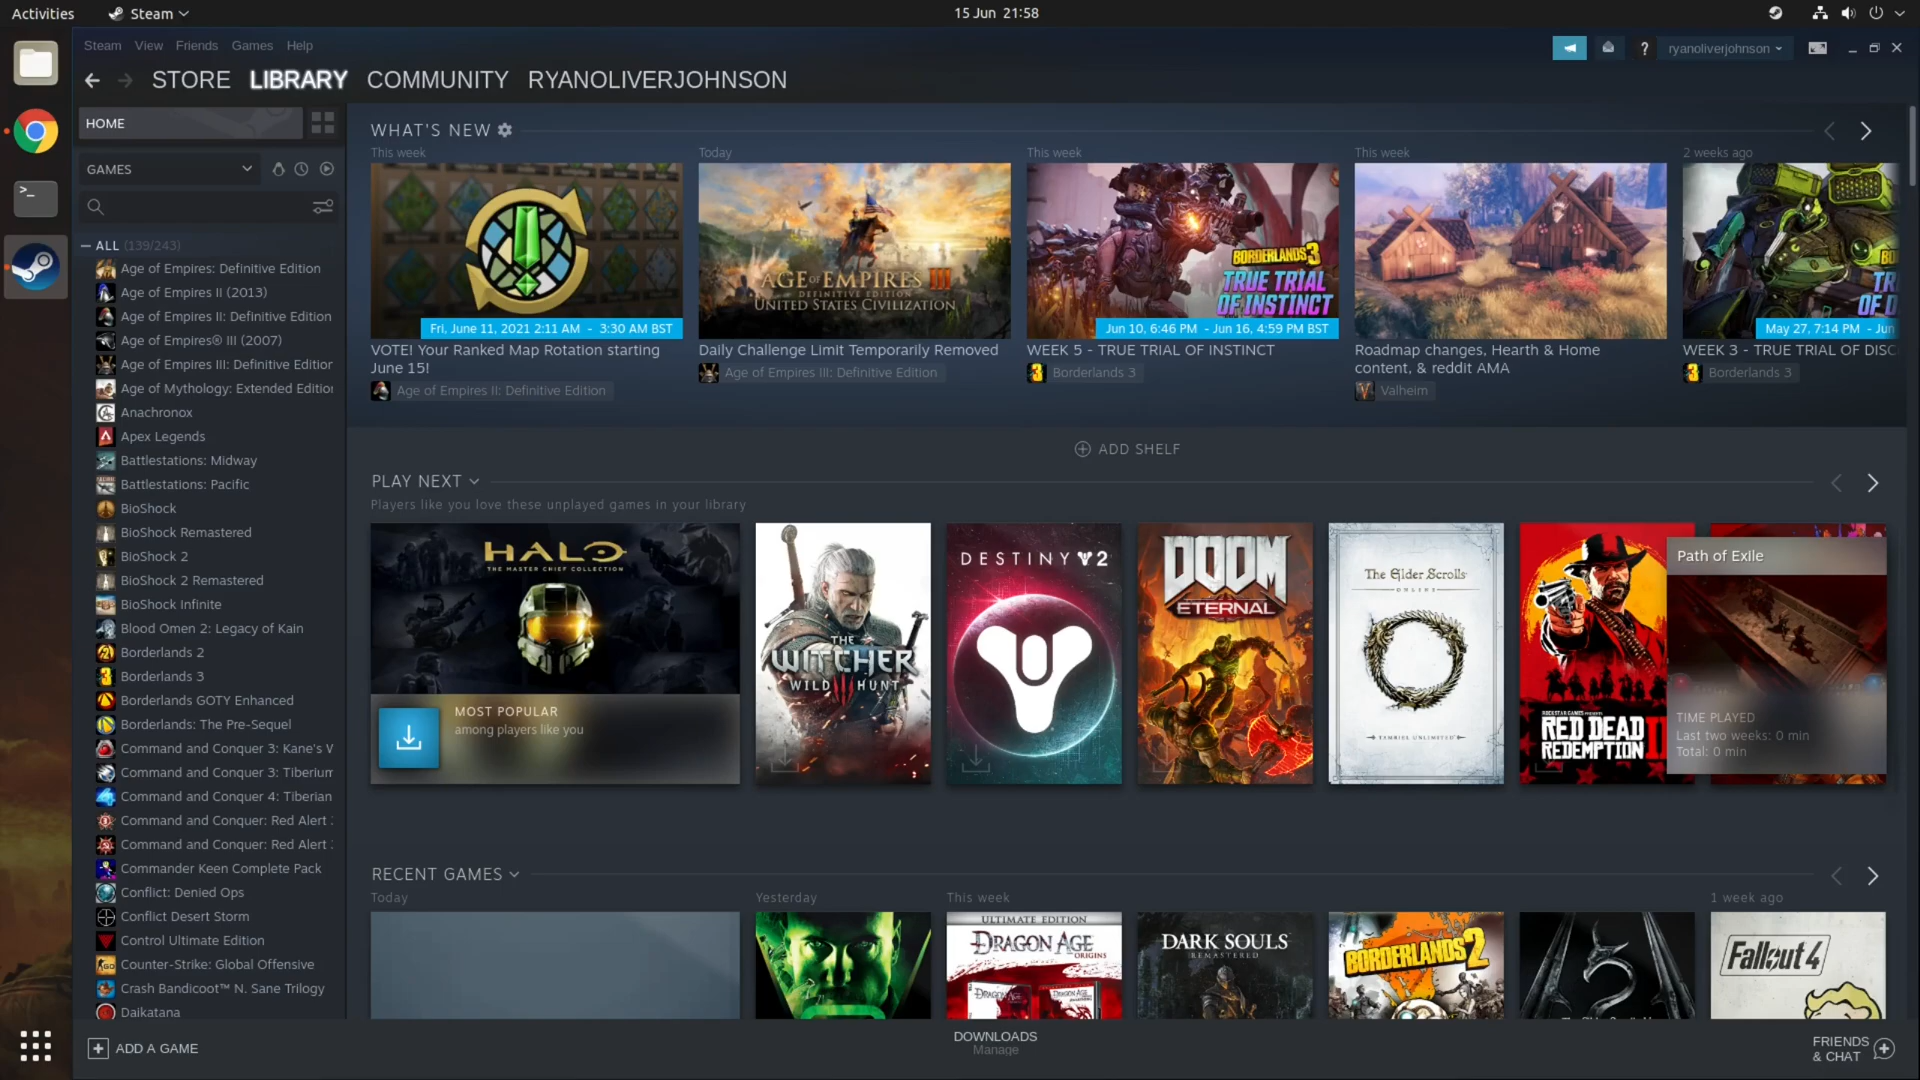 Activities
Steam
15 Jun 21:58
Steam View Friends Games Help
?
ryanoliverjohnson
STORE LIBRARY COMMUNITY RYANOLIVERJOHNSON
HOME
GAMES
ALL (139/243)
Age of Empires: Definitive Edition
Age of Empires II (2013)
Age of Empires II: Definitive Edition
Age of Empires® III (2007)
Age of Empires III: Definitive Edition
Age of Mythology: Extended Edition
Anachronox
Apex Legends
Battlestations: Midway
Battlestations: Pacific
BioShock
BioShock Remastered
BioShock 2
BioShock 2 Remastered
BioShock Infinite
Blood Omen 2: Legacy of Kain
Borderlands 2
Borderlands 3
Borderlands GOTY Enhanced
Borderlands: The Pre-Sequel
Command and Conquer 3: Kane's W
Command and Conquer 3: Tiberium
Command and Conquer 4: Tiberian
Command and Conquer: Red Alert
Command and Conquer: Red Alert
Commander Keen Complete Pack
Conflict: Denied Ops
Conflict Desert Storm
Control Ultimate Edition
Counter-Strike: Global Offensive
Crash Bandicoot™ N. Sane Trilogy
Daikatana
ADD A GAME
WHAT'S NEW
This week
Fri, June 11, 2021 2:11 AM - 3:30 AM BST
VOTE! Your Ranked Map Rotation starting
June 15!
Age of Empires II: Definitive Edition
Today
AGE OF EMPIRES III
DEFINITIVE EDITION
UNITED STATES CIVILIZATION
Daily Challenge Limit Temporarily Removed
Age of Empires III: Definitive Edition
This week
BORDERLANDS 3
TRUE TRIAL
OF INSTINCT
Jun 10, 6:46 PM - Jun 16, 4:59 PM BST
WEEK 5 - TRUE TRIAL OF INSTINCT
Borderlands 3
This week
Roadmap changes, Hearth & Home
content, & reddit AMA
Valheim
2 weeks ago
BO
TR
OF D
May 27, 7:14 PM - Jun
WEEK 3 - TRUE TRIAL OF DISC
Borderlands 3
ADD SHELF
PLAY NEXT
Players like you love these unplayed games in your library
HALO
THE MASTER CHIEF COLLECTION
MOST POPULAR
among players like you
THE
WITCHER
WILD HUNT
DESTINY 2
DOOM
ETERNAL
The Elder Scrolls
ONLINE
TAMRIEL UNLIMITED
ROCKSTAR GAMES PRESENTS
RED DEAD
REDEMPTION II
Path of Exile
TIME PLAYED
Last two weeks: 0 min
Total: 0 min
RECENT GAMES
Today
Yesterday
This week
ULTIMATE EDITION
DRAGON AGE
ORIGINS
DARK SOULS
REMASTERED
BORDERLANDS 2
1 week ago
Fallout 4
DOWNLOADS
Manage
FRIENDS
& CHAT